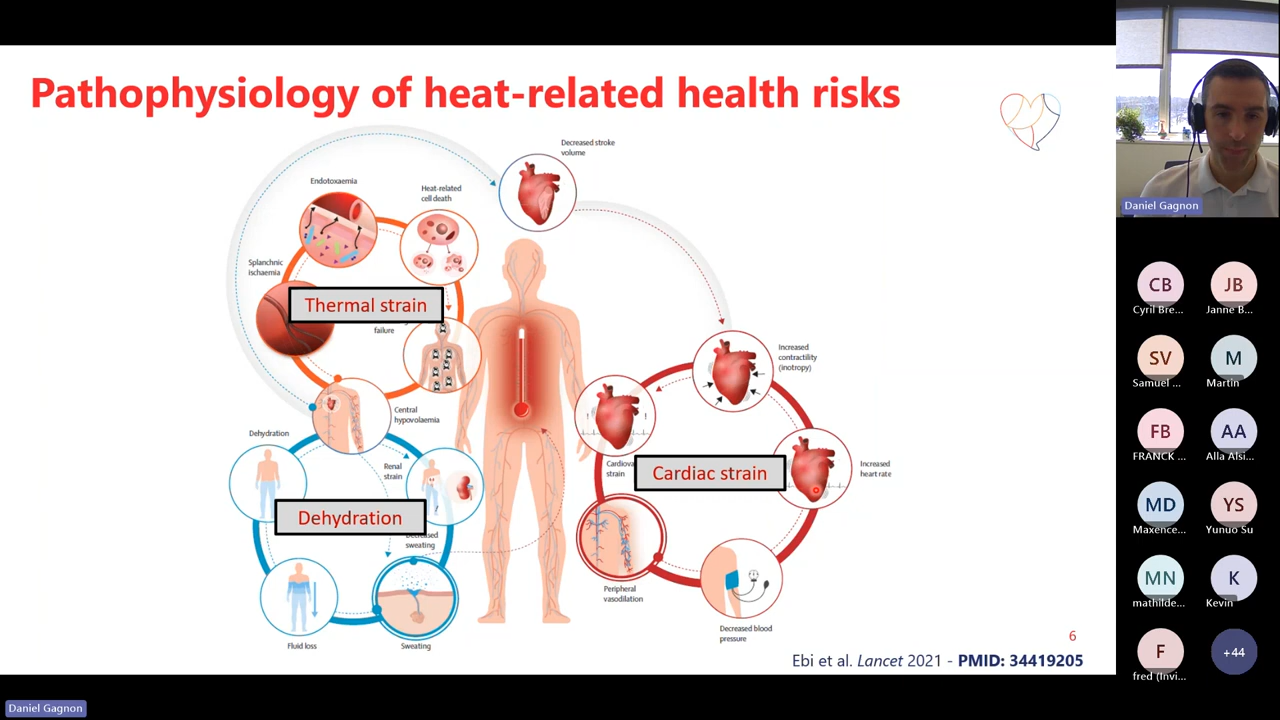 Pathophysiology of heat-related health risks
Decreased stroke
volume
Endotoxaemia
Heat-related
cell death
Splanchnic
ischaemia
Thermal strain
failure
Central
hypovolaemia
Increased
contractility
(inotropy)
Dehydration
Renal
strain
Cardiac strain
strain
Increased
heart rate
Dehydration
sweating
Peripheral
vasodilation
Decreased blood
pressure
Fluid loss
Sweating
6
Ebi et al. Lancet 2021 - PMID: 34419205
Daniel Gagnon
CB
Cyril Bre...
JB
Janne B...
SV
Samuel ...
M
Martin
FB
FRANCK ...
AA
Alla Alsi...
MD
Maxence...
YS
Yunuo Su
MN
mathilde...
K
Kevin
F
fred (Invi...
+44
Daniel Gagnon